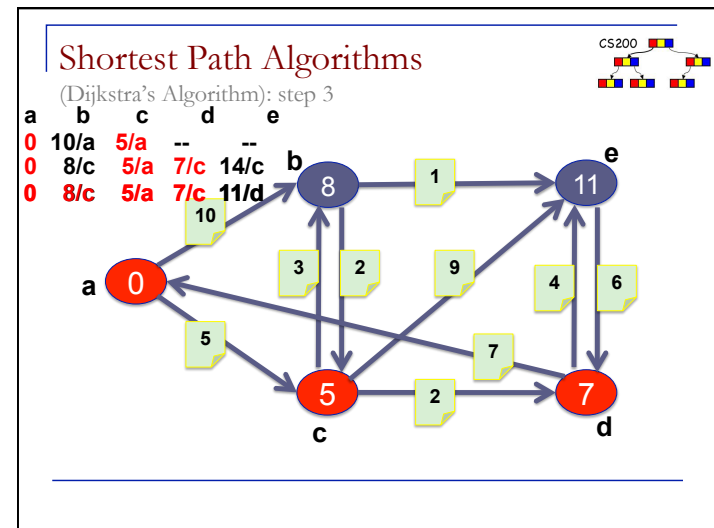 CS200
Shortest Path Algorithms
(Dijkstra's Algorithm): step 3
a b c d e
0 10/a 5/a -- --
0 8/c 5/a 7/c 14/c
0 8/c 5/a 7/c 11/d
b
e
8
1
11
10
3
2
9
4
6
a
0
5
7
5
2
7
c
d